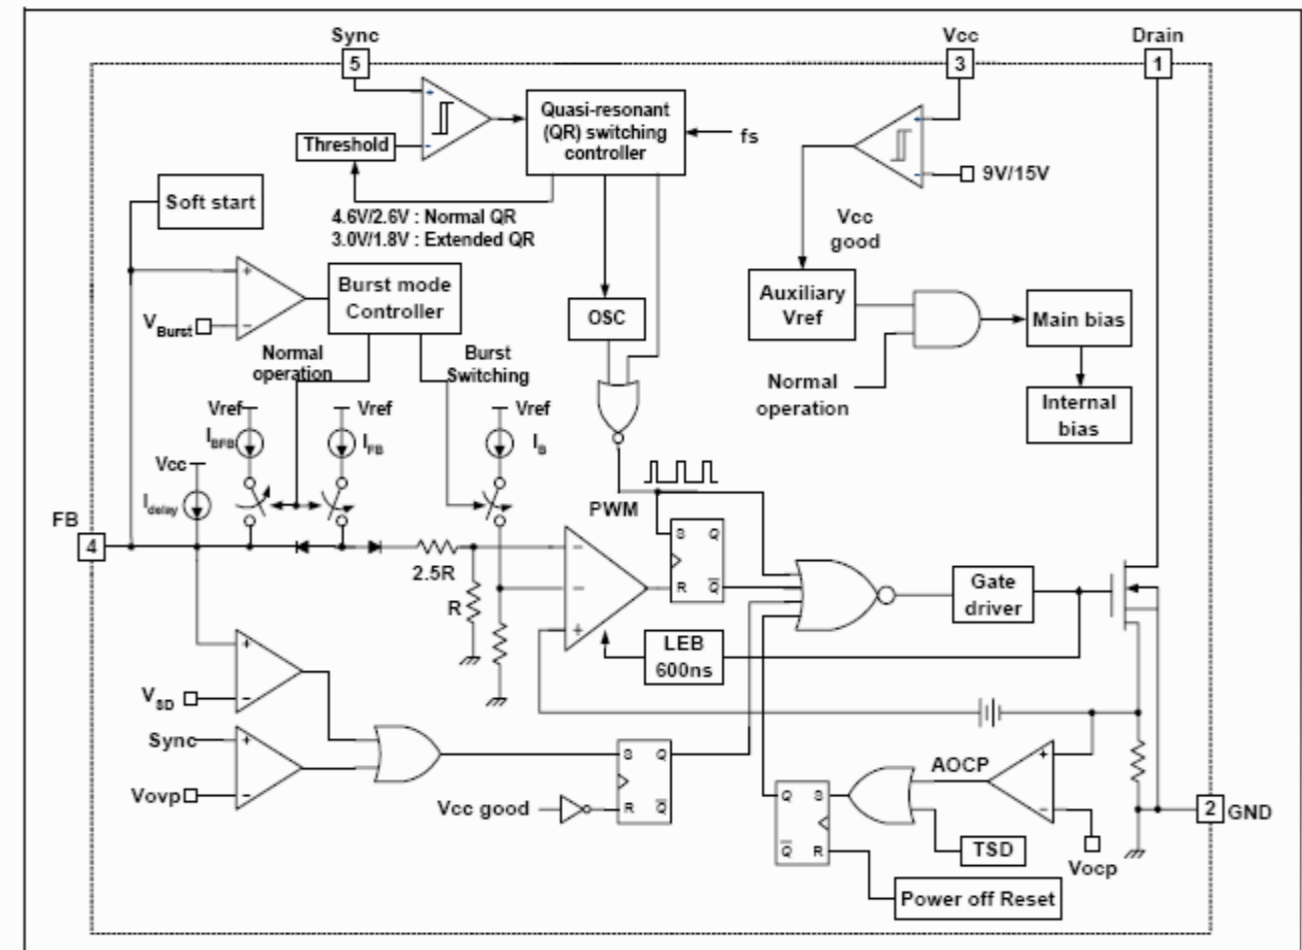 Sync
5
Vcc
3
Drain
1
Quasi-resonant
(QR) switching
controller
fs
Threshold
+
-
+
-
9V/15V
Soft start
4.6V/2.6V : Normal QR
3.0V/1.8V : Extended QR
Vcc
good
Burst mode
Controller
+
-
VBurst
OSC
Auxiliary
Vref
Main bias
Normal
operation
Burst
Switching
Normal
operation
Internal
bias
Vref
IBFB
Vref
IFB
Vref
IB
Vcc
Idelay
PWM
FB
4
2.5R
R
-
-
+
S Q
R Q
Gate
driver
LEB
600ns
+
-
VSD
Sync
+
-
Vovp
S Q
R Q
Vcc good
AOCP
+
-
Q S
Q R
TSD
Vocp
2
GND
Power off Reset